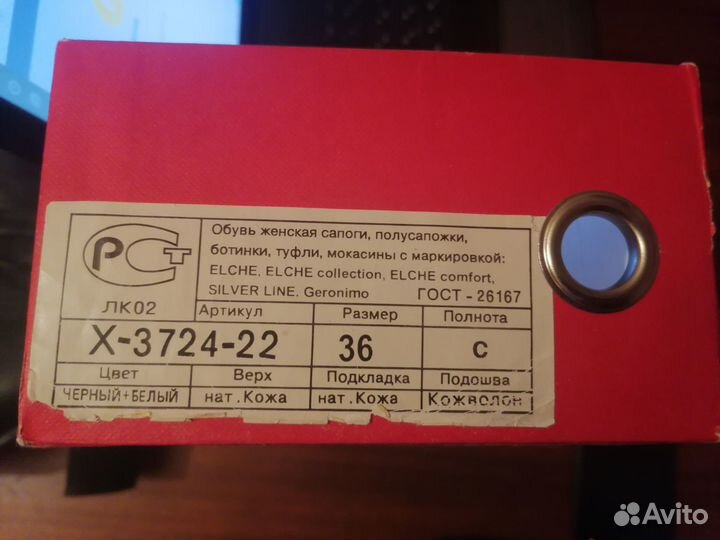 РСТ
ЛК02
Обувь женская сапоги, полусапожки,
ботинки, туфли, мокасины с маркировкой:
ELCHE, ELCHE collection, ELCHE comfort,
SILVER LINE, Geronimo ГОСТ - 26167
Артикул Размер Полнота
X-3724-22 36 C
Цвет Верх Подкладка Подошва
ЧЕРНЫЙ+БЕЛЫЙ нат.Кожа нат.Кожа Кожволон
Avito